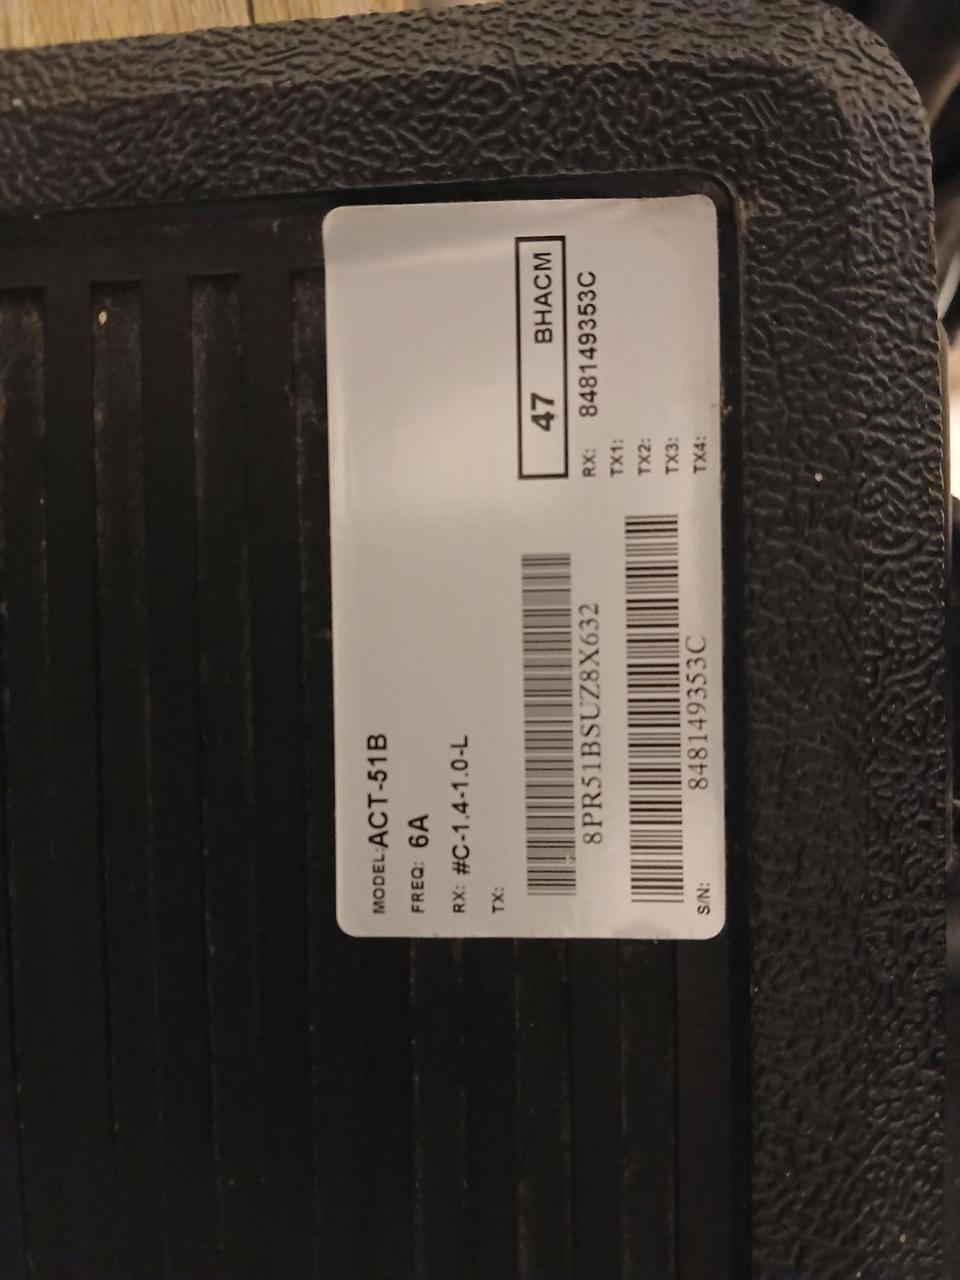 MODEL:ACT-51B
FREQ: 6A
RX: #C-1.4-1.0-L
TX:
47 BHACM
8PR51BSUZ8X632
RX: 848149353C
TX1:
TX2:
TX3:
TX4:
S/N: 848149353C